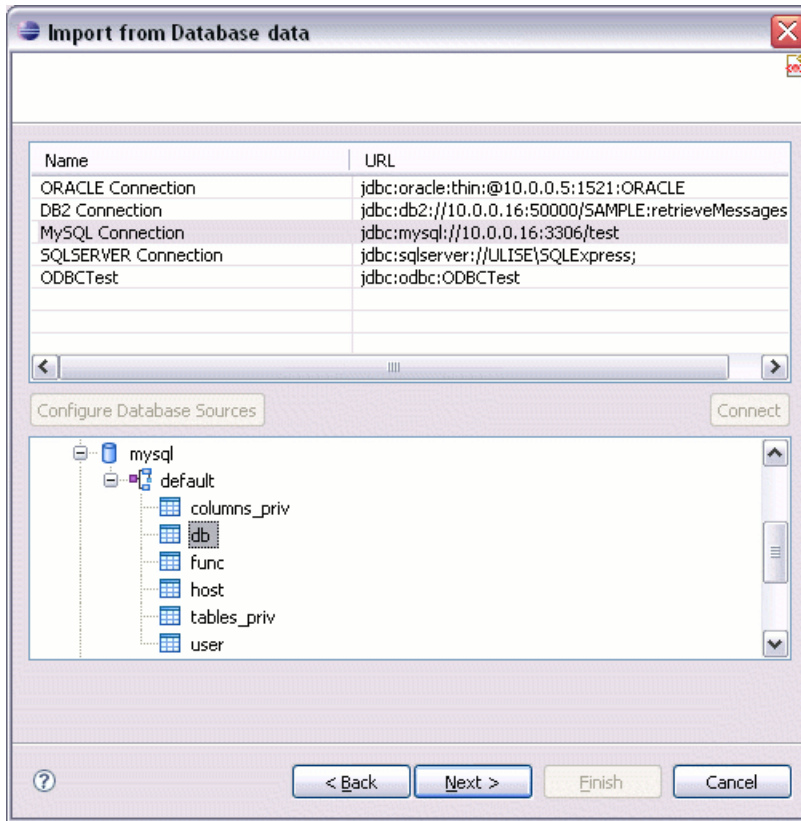 Import from Database data
Name URL
ORACLE Connection jdbc:oracle:thin:@10.0.0.5:1521:ORACLE
DB2 Connection jdbc:db2://10.0.0.16:50000/SAMPLE:retrieveMessages
MySQL Connection jdbc:mysql://10.0.0.16:3306/test
SQLSERVER Connection jdbc:sqlserver://ULISE\SQLExpress;
ODBCTest jdbc:odbc:ODBCTest
Configure Database Sources Connect
mysql
default
columns_priv
db
func
host
tables_priv
user
< Back Next > Finish Cancel